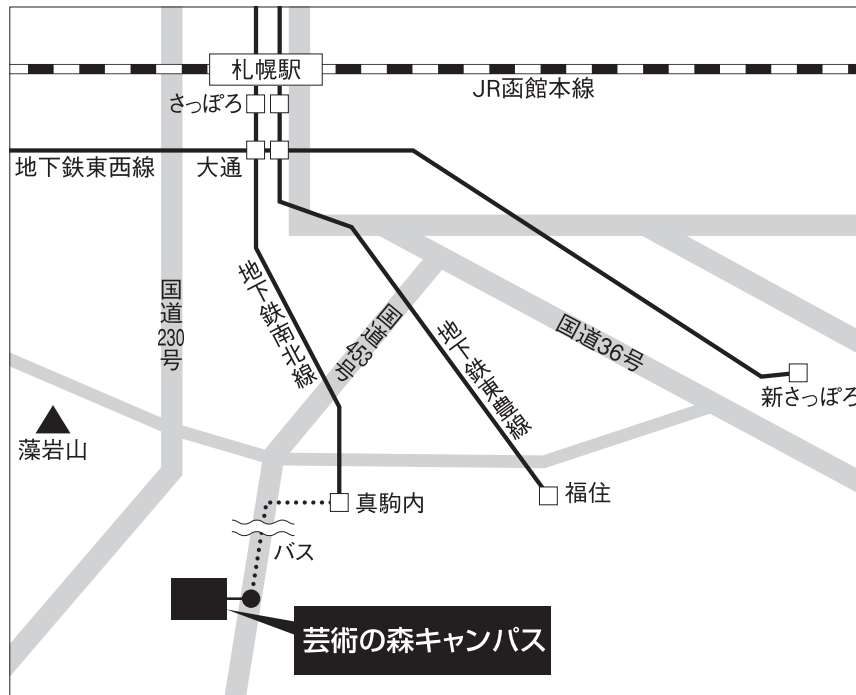 札幌駅
JR函館本線
さっぽろ
地下鉄東西線
大通
国道230号
地下鉄南北線
国道453号
地下鉄東豊線
国道36号
新さっぽろ
藻岩山
真駒内
福住
バス
芸術の森キャンパス